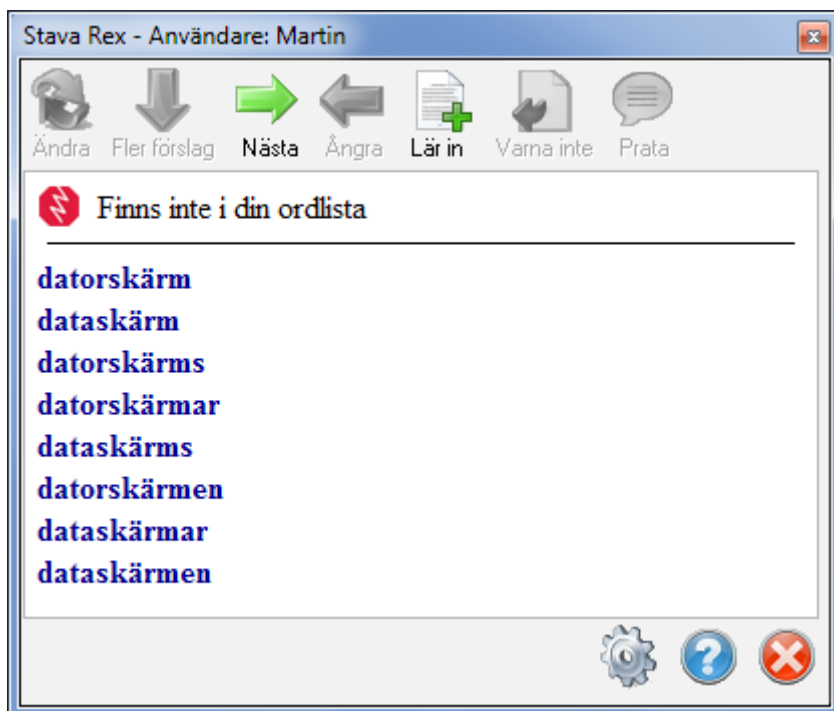 Stava Rex - Användare: Martin
Ändra Fler förslag Nästa Ångra Lär in Varna inte Prata
Finns inte i din ordlista
datorskärm
dataskärm
datorskärms
datorskärmar
dataskärms
datorskärmen
dataskärmar
dataskärmen